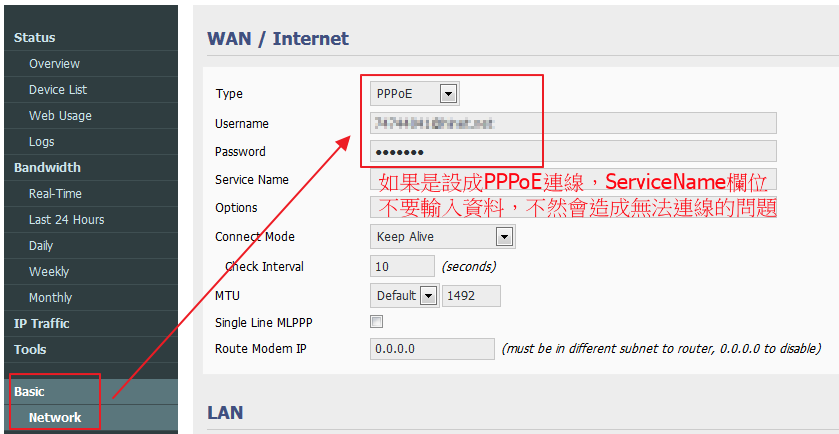 Status
Overview
Device List
Web Usage
Logs
Bandwidth
Real-Time
Last 24 Hours
Daily
Weekly
Monthly
IP Traffic
Tools
Basic
Network
WAN / Internet
Type PPPoE
Username
Password •••••••
Service Name
如果是設成PPPoE連線，ServiceName欄位
Options
不要輸入資料，不然會造成無法連線的問題
Connect Mode Keep Alive
Check Interval 10 (seconds)
MTU Default 1492
Single Line MLPPP
Route Modem IP 0.0.0.0 (must be in different subnet to router, 0.0.0.0 to disable)
LAN